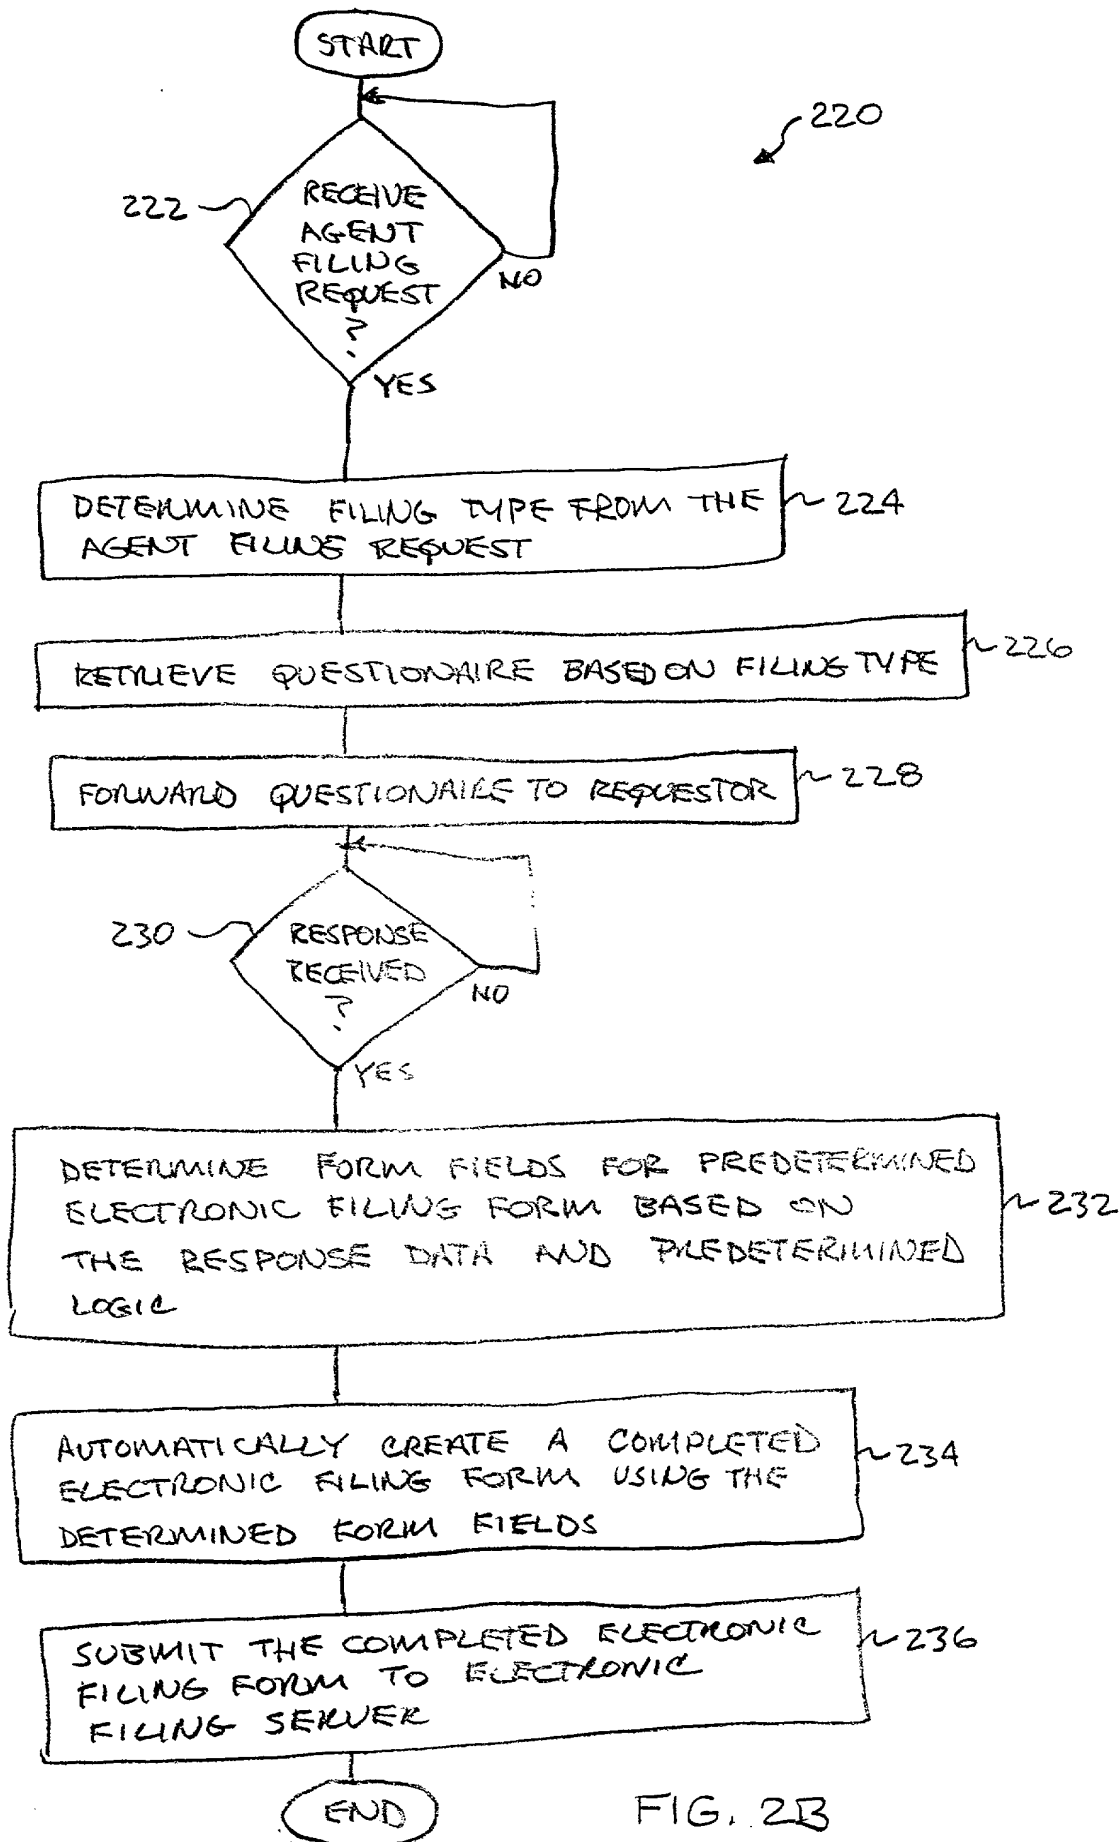 START
220
222
RECEIVE
AGENT
FILING
REQUEST
?
NO
YES
DETERMINE FILING TYPE FROM THE
AGENT FILING REQUEST
224
RETRIEVE QUESTIONAIRE BASED ON FILING TYPE
226
FORWARD QUESTIONAIRE TO REQUESTOR
228
230
RESPONSE
RECEIVED
?
NO
YES
DETERMINE FORM FIELDS FOR PREDETERMINED
ELECTRONIC FILING FORM BASED ON
THE RESPONSE DATA AND PREDETERMINED
LOGIC
232
AUTOMATICALLY CREATE A COMPLETED
ELECTRONIC FILING FORM USING THE
DETERMINED FORM FIELDS
234
SUBMIT THE COMPLETED ELECTRONIC
FILING FORM TO ELECTRONIC
FILING SERVER
236
END
FIG. 2B